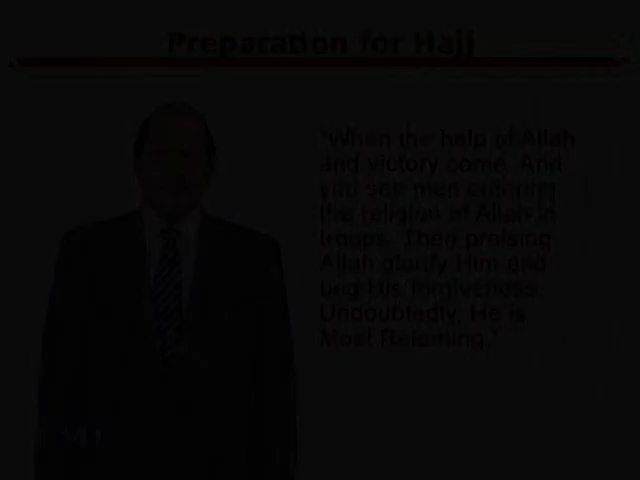 Preparation for Hajj
"When the help of Allah
and victory come. And
you see men entering
the religion of Allah in
troops. Then praising
Allah glorify Him and
beg His forgiveness
Undoubtedly, He is
Most Relenting."